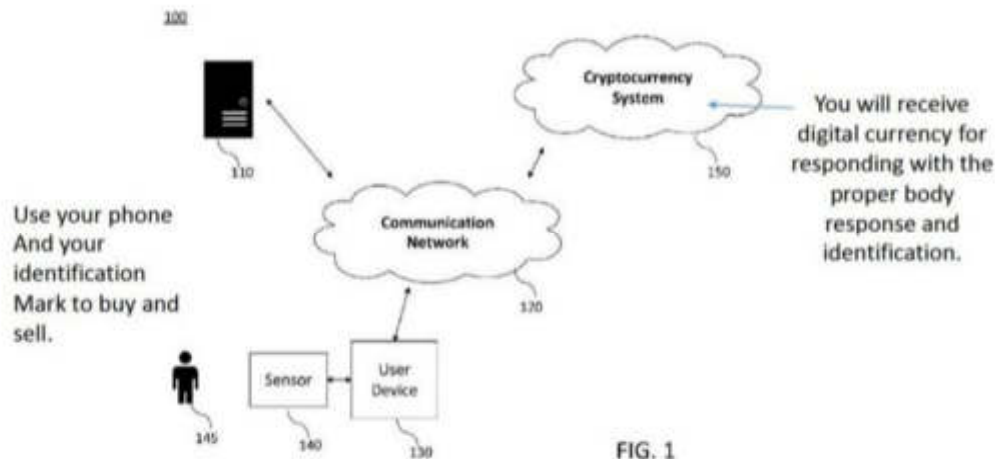 100
Cryptocurrency
System
You will receive
digital currency for
responding with the
proper body
response and
identification.
110
150
Use your phone
And your
identification
Mark to buy and
sell.
Communication
Network
120
Sensor
User
Device
145
140
130
FIG. 1